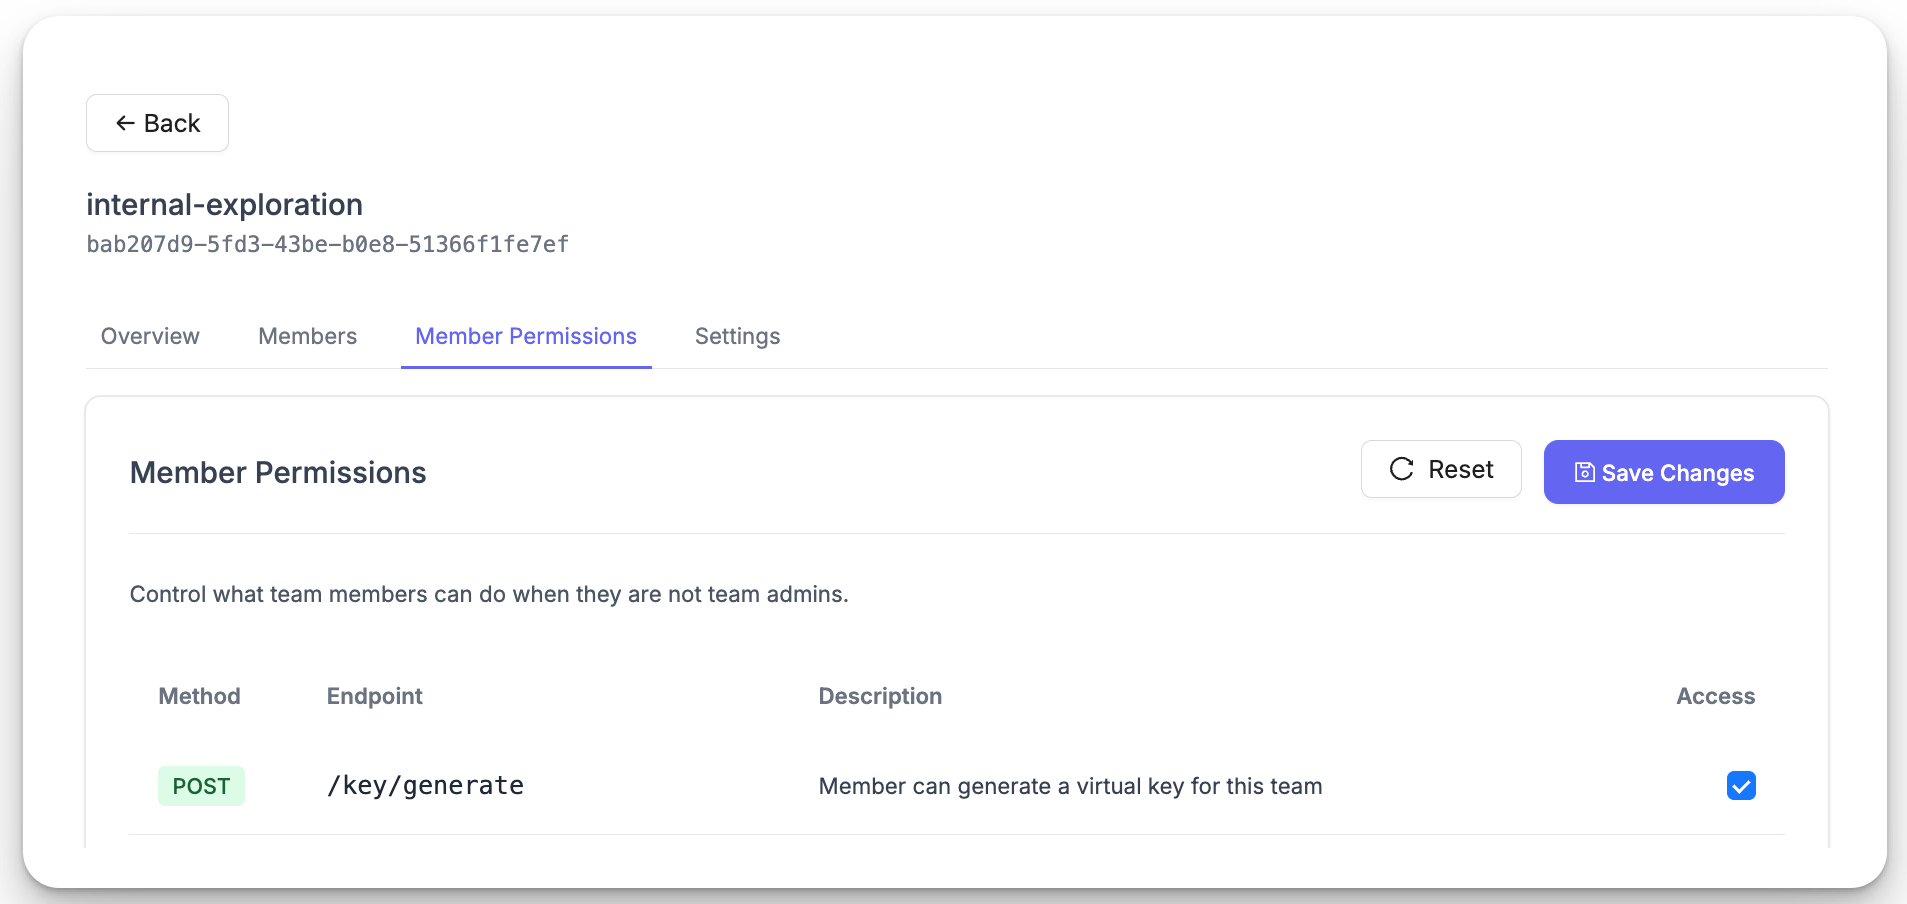 ← Back
internal-exploration
bab207d9-5fd3-43be-b0e8-51366f1fe7ef
Overview Members Member Permissions Settings
Member Permissions Reset Save Changes
Control what team members can do when they are not team admins.
Method Endpoint Description Access
POST /key/generate Member can generate a virtual key for this team